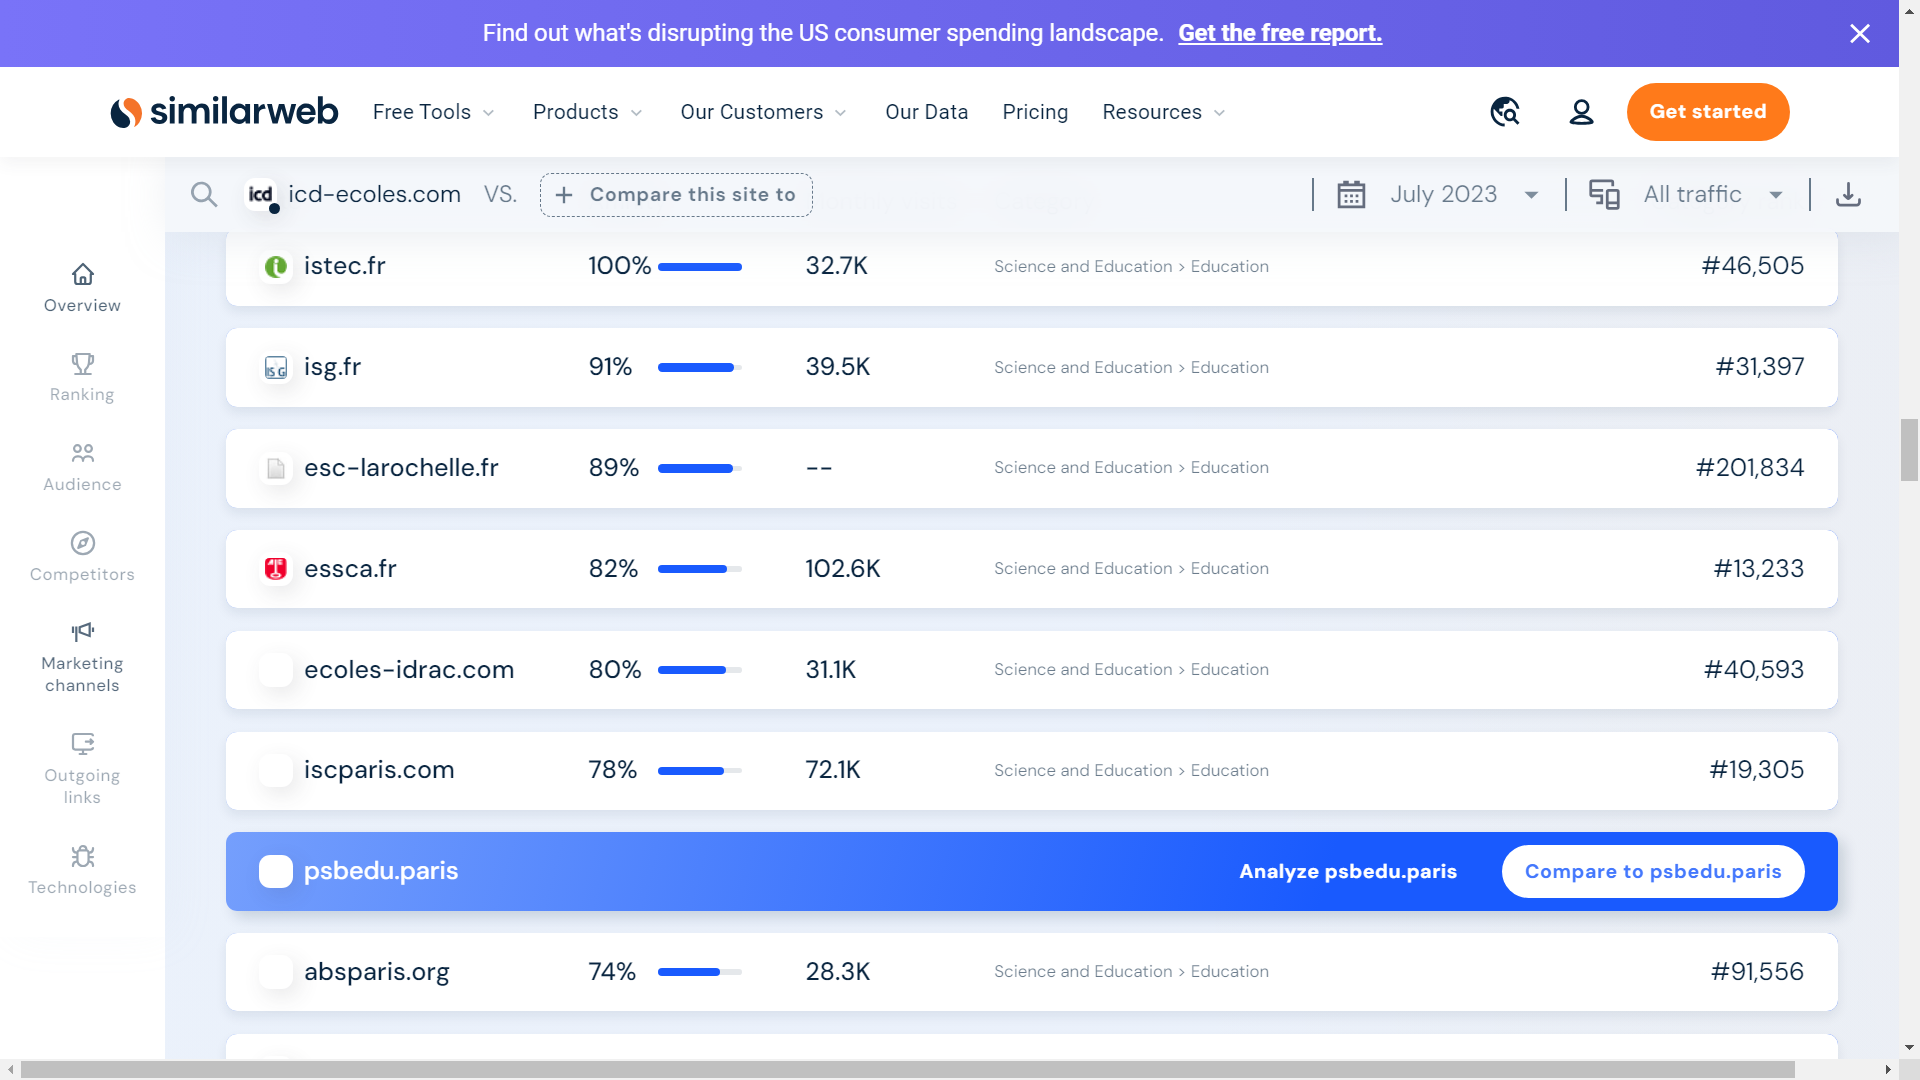 Find out what's disrupting the US consumer spending landscape. Get the free report.
similarweb Free Tools Products Our Customers Our Data Pricing Resources Get started
icd icd-ecoles.com VS. + Compare this site to July 2023 All traffic
istec.fr 100% 32.7K Science and Education > Education #46,505
Overview
isg.fr 91% 39.5K Science and Education > Education #31,397
Ranking
esc-larochelle.fr 89% -- Science and Education > Education #201,834
Audience
essca.fr 82% 102.6K Science and Education > Education #13,233
Competitors
ecoles-idrac.com 80% 31.1K Science and Education > Education #40,593
Marketing
channels
iscparis.com 78% 72.1K Science and Education > Education #19,305
Outgoing
links
psbedu.paris Analyze psbedu.paris Compare to psbedu.paris
Technologies
absparis.org 74% 28.3K Science and Education > Education #91,556